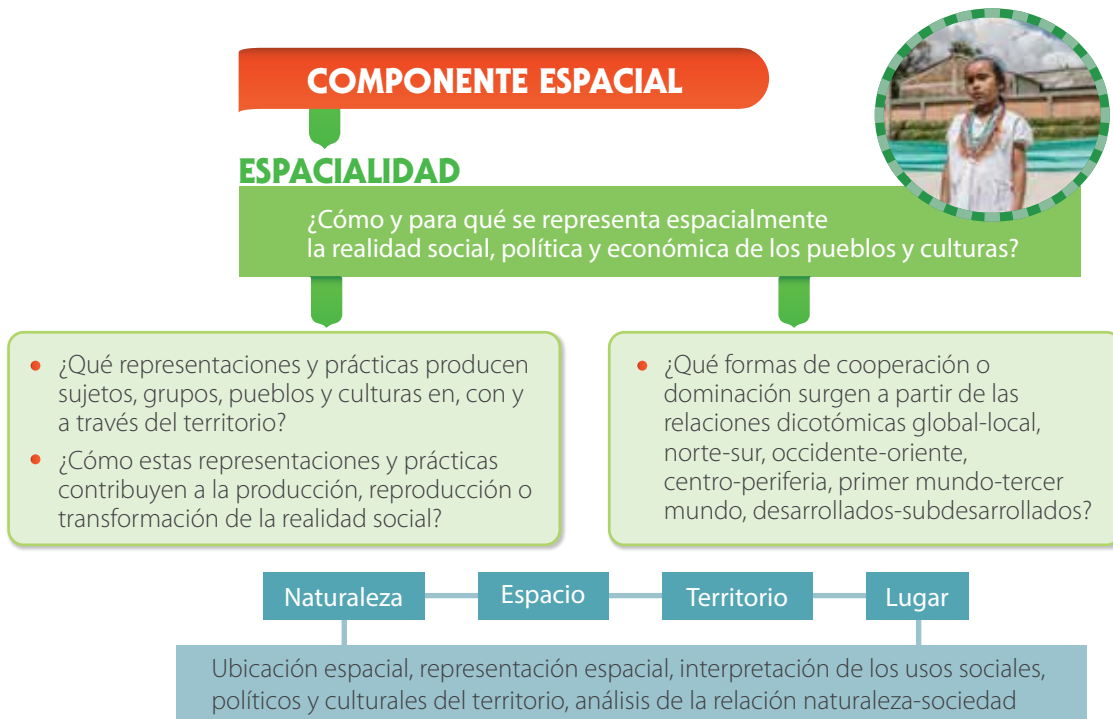 COMPONENTE ESPACIAL
ESPACIALIDAD
¿Cómo y para qué se representa espacialmente
la realidad social, política y económica de los pueblos y culturas?
• ¿Qué representaciones y prácticas producen
sujetos, grupos, pueblos y culturas en, con y
a través del territorio?
• ¿Cómo estas representaciones y prácticas
contribuyen a la producción, reproducción o
transformación de la realidad social?
• ¿Qué formas de cooperación o
dominación surgen a partir de las
relaciones dicotómicas global-local,
norte-sur, occidente-oriente,
centro-periferia, primer mundo-tercer
mundo, desarrollados-subdesarrollados?
Naturaleza
Espacio
Territorio
Lugar
Ubicación espacial, representación espacial, interpretación de los usos sociales,
políticos y culturales del territorio, análisis de la relación naturaleza-sociedad